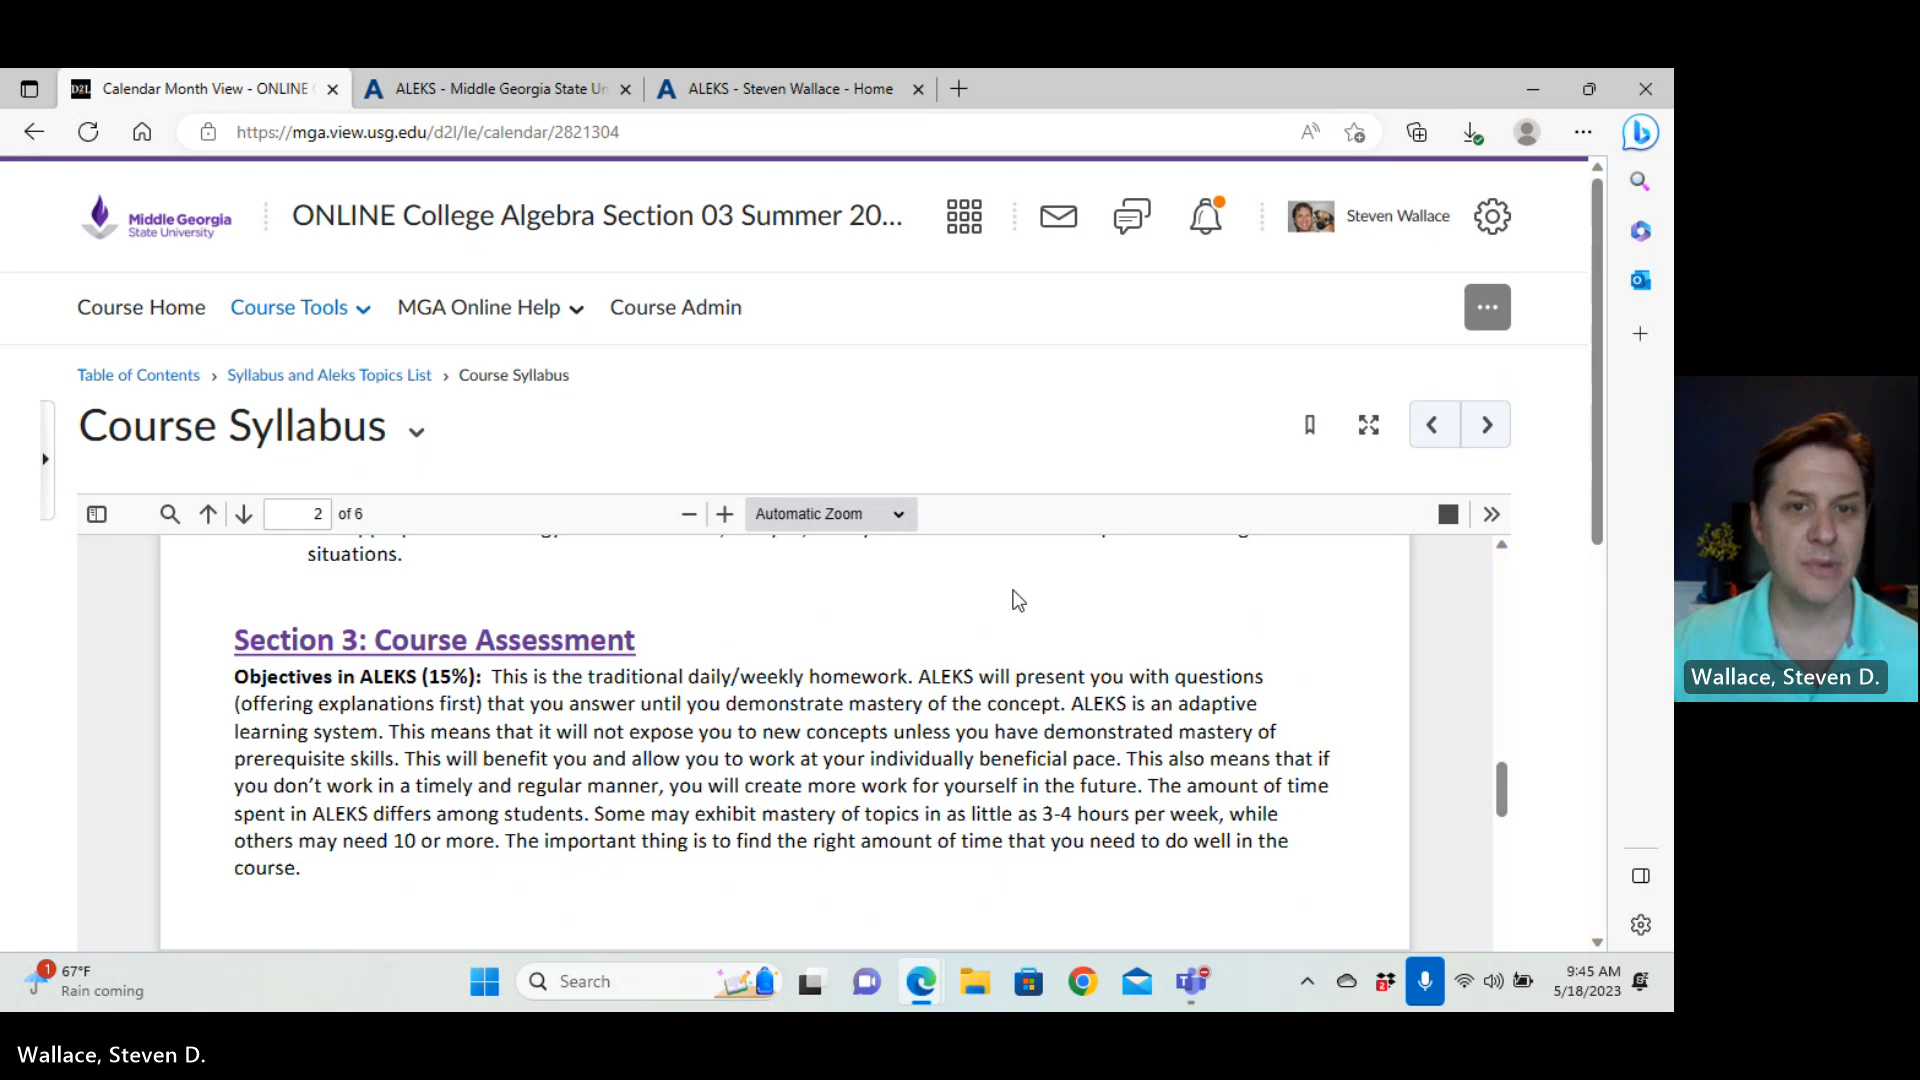 D2L Calendar Month View - ONLINE
ALEKS - Middle Georgia State Un
ALEKS - Steven Wallace - Home
https://mga.view.usg.edu/d2l/le/calendar/2821304
Middle Georgia
State University
ONLINE College Algebra Section 03 Summer 20...
Steven Wallace
Course Home
Course Tools
MGA Online Help
Course Admin
Table of Contents › Syllabus and Aleks Topics List › Course Syllabus
Course Syllabus
2 of 6
Automatic Zoom
situations.
Section 3: Course Assessment
Objectives in ALEKS (15%): This is the traditional daily/weekly homework. ALEKS will present you with questions
(offering explanations first) that you answer until you demonstrate mastery of the concept. ALEKS is an adaptive
learning system. This means that it will not expose you to new concepts unless you have demonstrated mastery of
prerequisite skills. This will benefit you and allow you to work at your individually beneficial pace. This also means that if
you don't work in a timely and regular manner, you will create more work for yourself in the future. The amount of time
spent in ALEKS differs among students. Some may exhibit mastery of topics in as little as 3-4 hours per week, while
others may need 10 or more. The important thing is to find the right amount of time that you need to do well in the
course.
Wallace, Steven D.
1
67°F
Rain coming
Search
2
9:45 AM
5/18/2023
Wallace, Steven D.